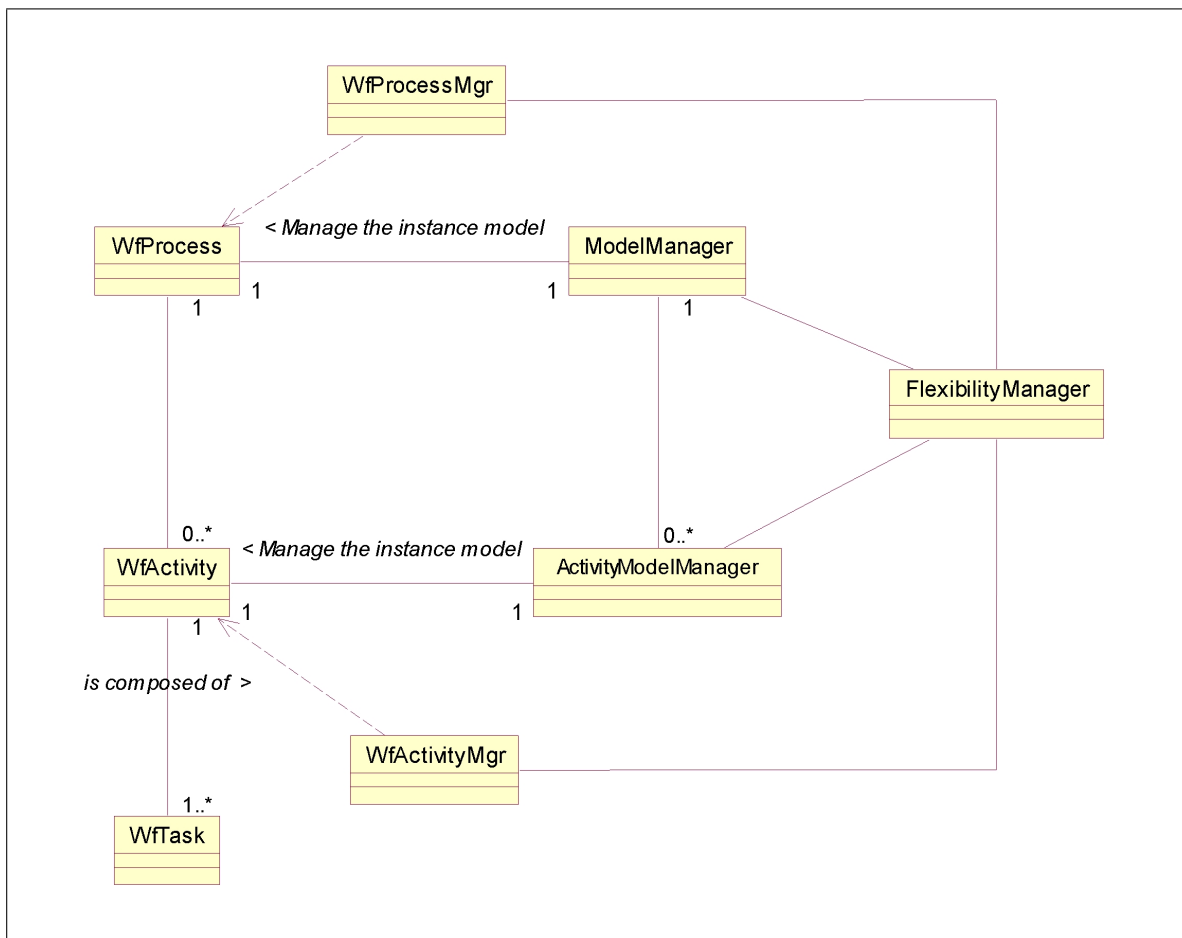 WfProcessMgr
< Manage the instance model
WfProcess
ModelManager
1
1
1
1
FlexibilityManager
0..*
0..*
< Manage the instance model
WfActivity
ActivityModelManager
1
1
1
is composed of >
WfActivityMgr
1..*
WfTask